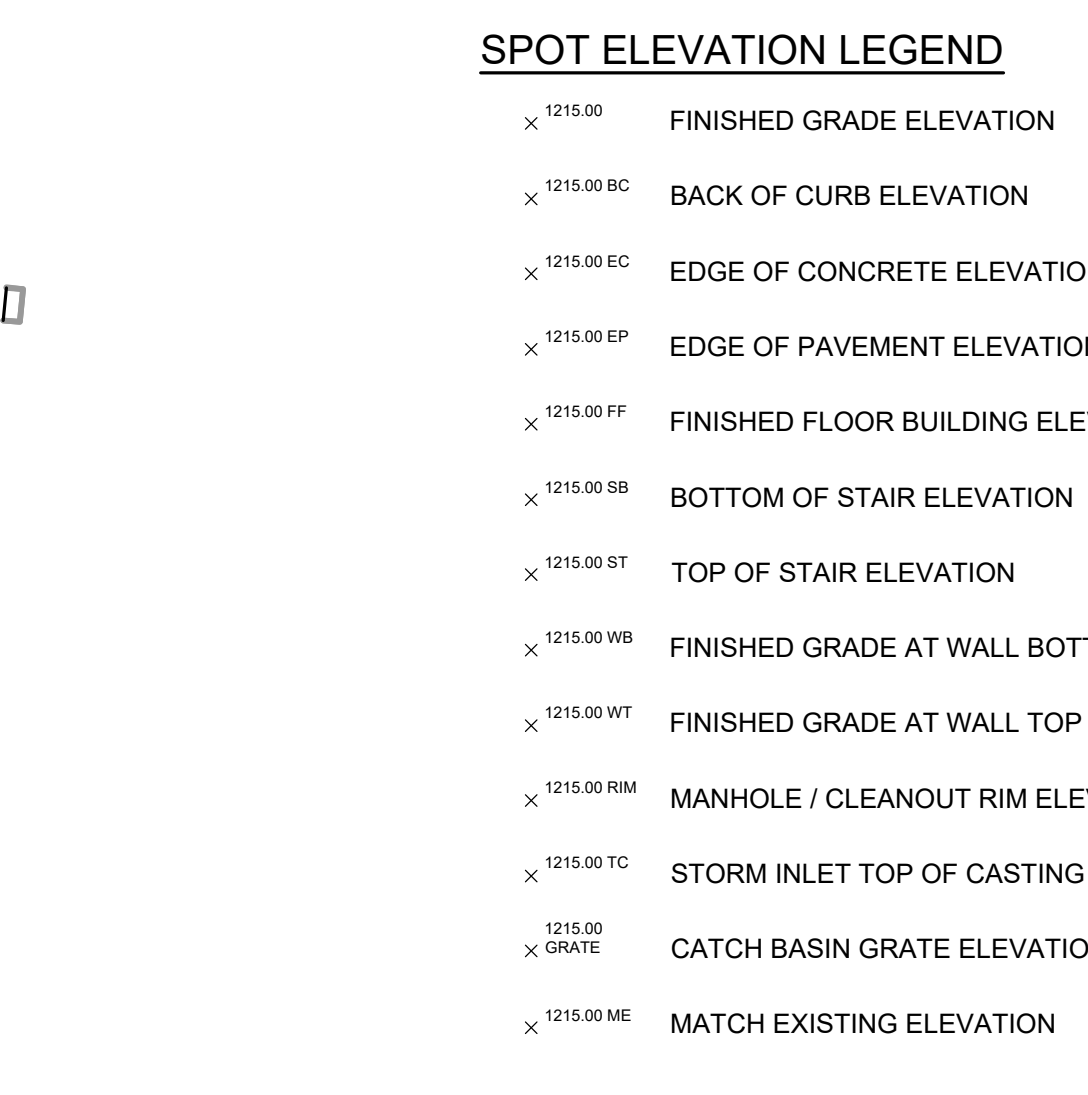 SPOT ELEVATION LEGEND
× 1215.00 FINISHED GRADE ELEVATION
× 1215.00 BC BACK OF CURB ELEVATION
× 1215.00 EC EDGE OF CONCRETE ELEVATIO
× 1215.00 EP EDGE OF PAVEMENT ELEVATION
× 1215.00 FF FINISHED FLOOR BUILDING ELE
× 1215.00 SB BOTTOM OF STAIR ELEVATION
× 1215.00 ST TOP OF STAIR ELEVATION
× 1215.00 WB FINISHED GRADE AT WALL BOT
× 1215.00 WT FINISHED GRADE AT WALL TOP
× 1215.00 RIM MANHOLE / CLEANOUT RIM ELE
× 1215.00 TC STORM INLET TOP OF CASTING
1215.00
× GRATE CATCH BASIN GRATE ELEVATIO
× 1215.00 ME MATCH EXISTING ELEVATION